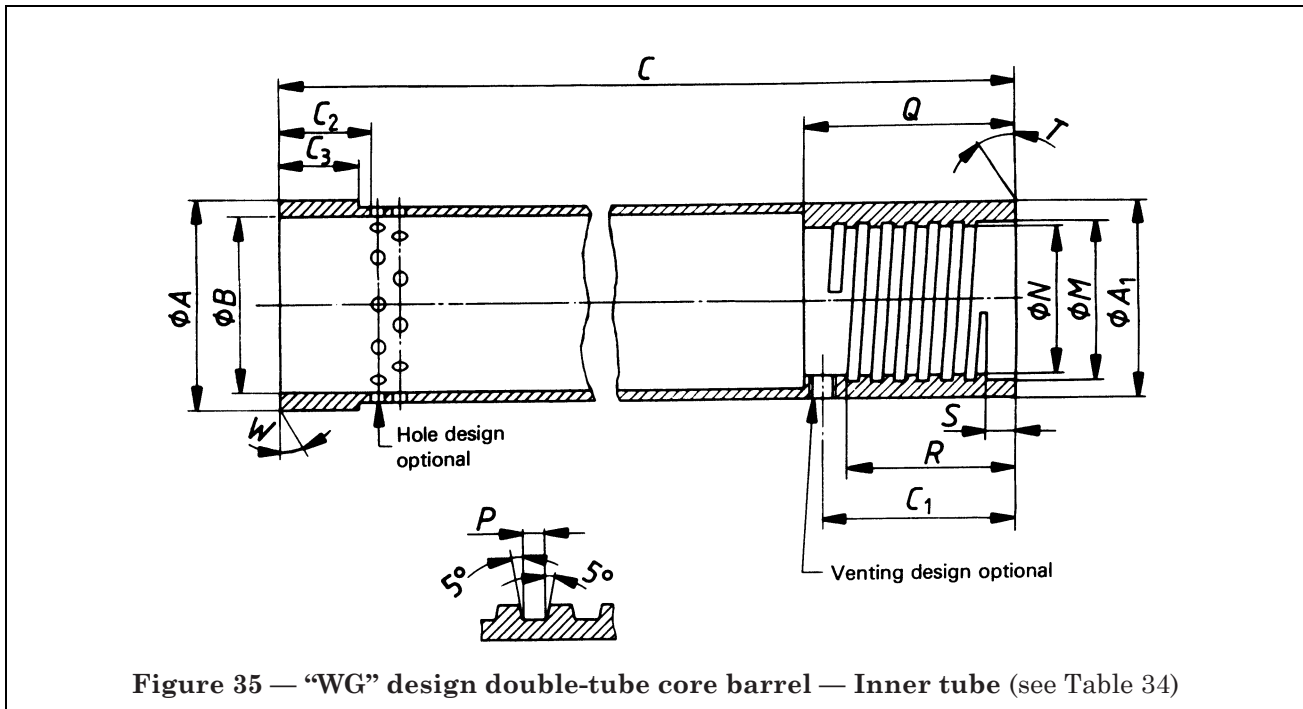 C
C₂
Q
T
C₃
ΦA
ΦB
ΦN
ΦM
ΦA₁
W
Hole design
optional
S
R
C₁
P
5°
5°
Venting design optional
Figure 35 — “WG” design double-tube core barrel — Inner tube (see Table 34)